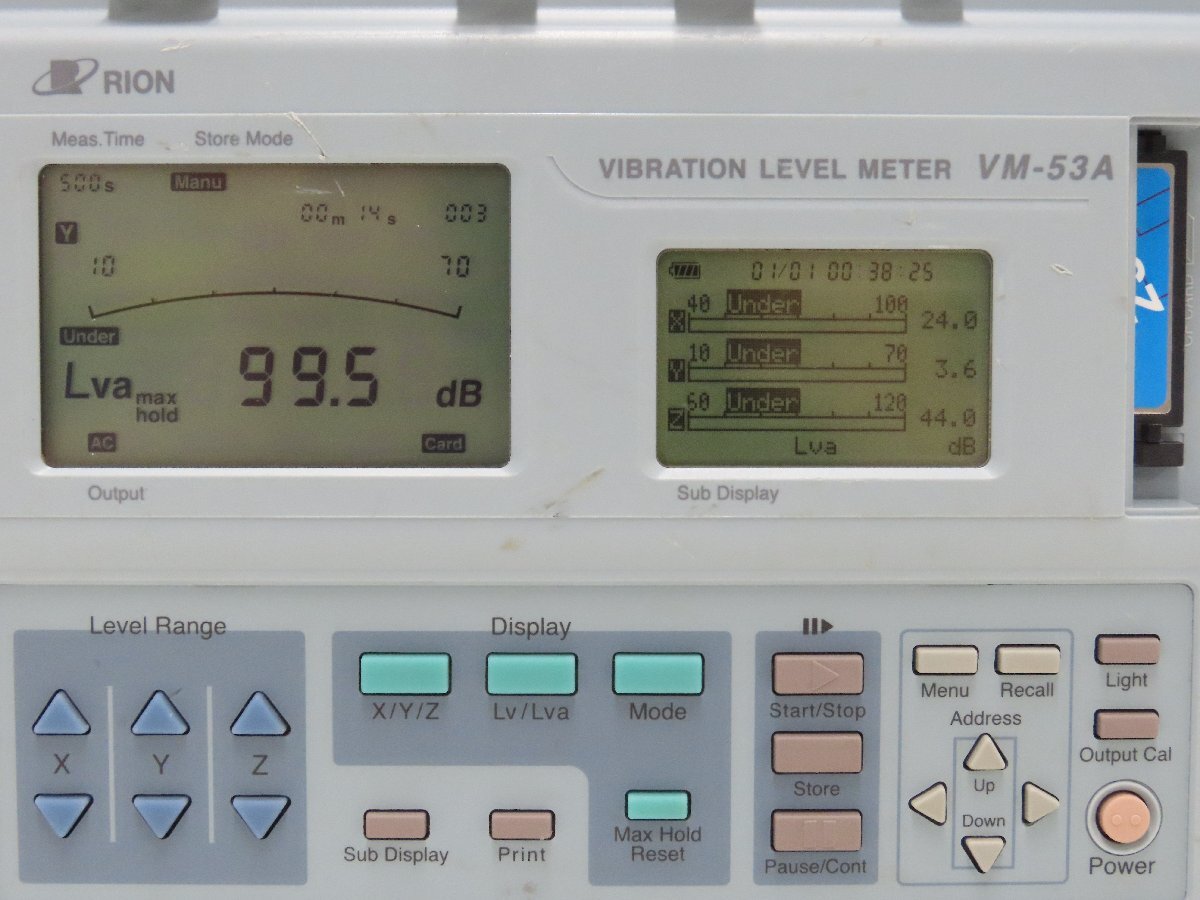 RION
Meas.Time Store Mode
VIBRATION LEVEL METER VM-53A
500s Manu
00m 14s 003
Y
10 70
Under
Lva max hold 99.5 dB
AC Card
Output
01/01 00:38:25
40 Under 100
X 24.0
10 Under 70
Y 3.6
60 Under 120
Z 44.0
Lva dB
Sub Display
Level Range
X Y Z
Display
X/Y/Z Lv/Lva Mode
Sub Display Print Max Hold
Reset
Start/Stop
Store
Pause/Cont
Menu Recall
Address
Up
Down
Light
Output Cal
Power